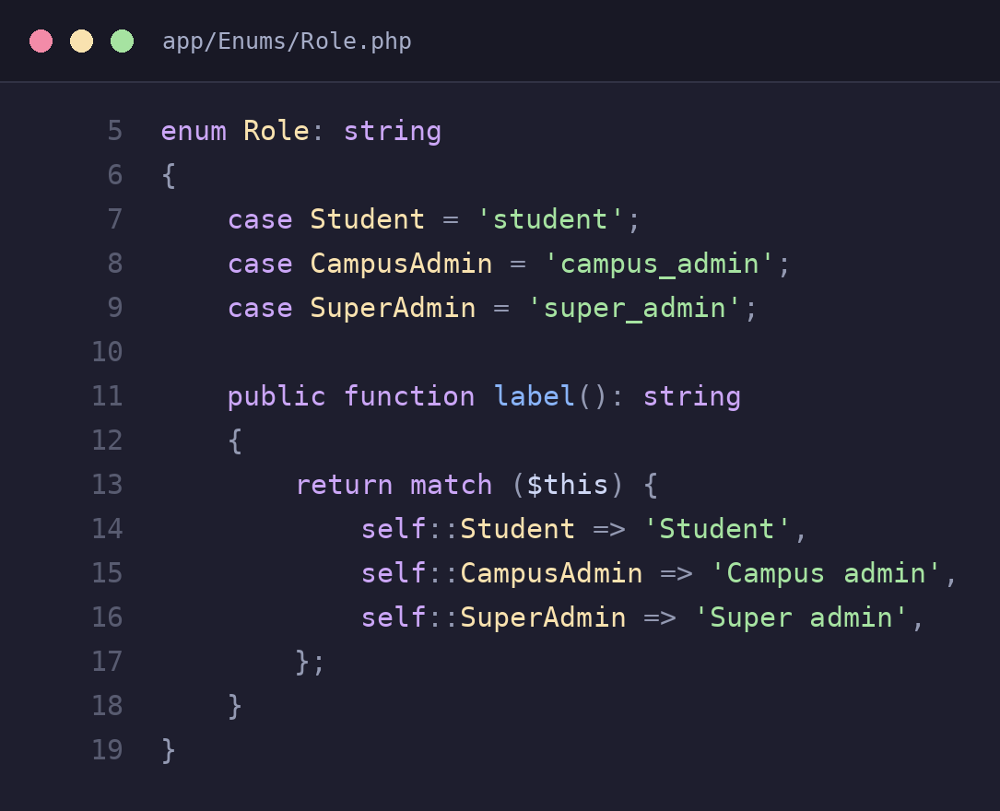 app/Enums/Role.php
5 enum Role: string
6 {
7     case Student = 'student';
8     case CampusAdmin = 'campus_admin';
9     case SuperAdmin = 'super_admin';
10
11     public function label(): string
12     {
13         return match ($this) {
14             self::Student => 'Student',
15             self::CampusAdmin => 'Campus admin',
16             self::SuperAdmin => 'Super admin',
17         };
18     }
19 }